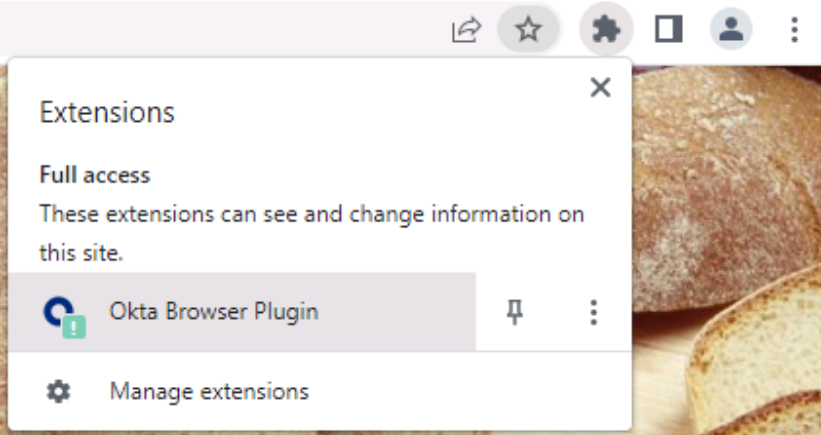 Extensions
Full access
These extensions can see and change information on
this site.
Okta Browser Plugin
Manage extensions